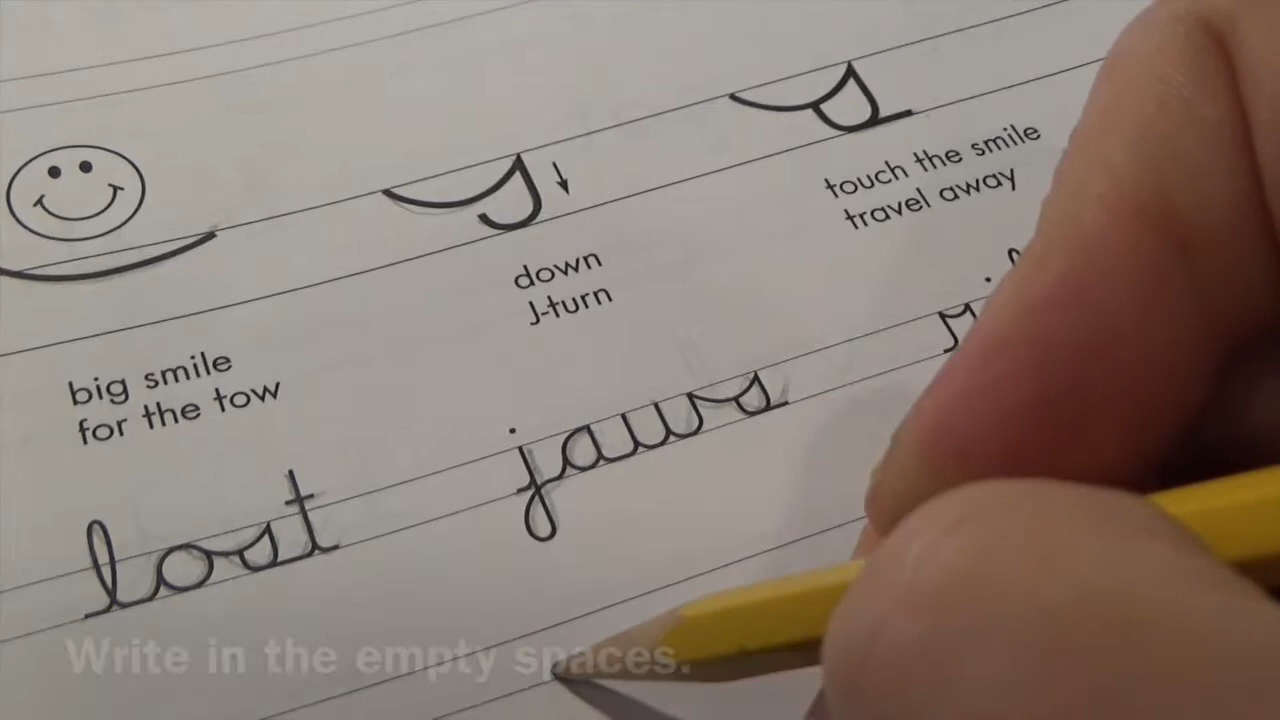 touch the smile
travel away
down
J-turn
big smile
for the tow
lost jaws
Write in the empty spaces.